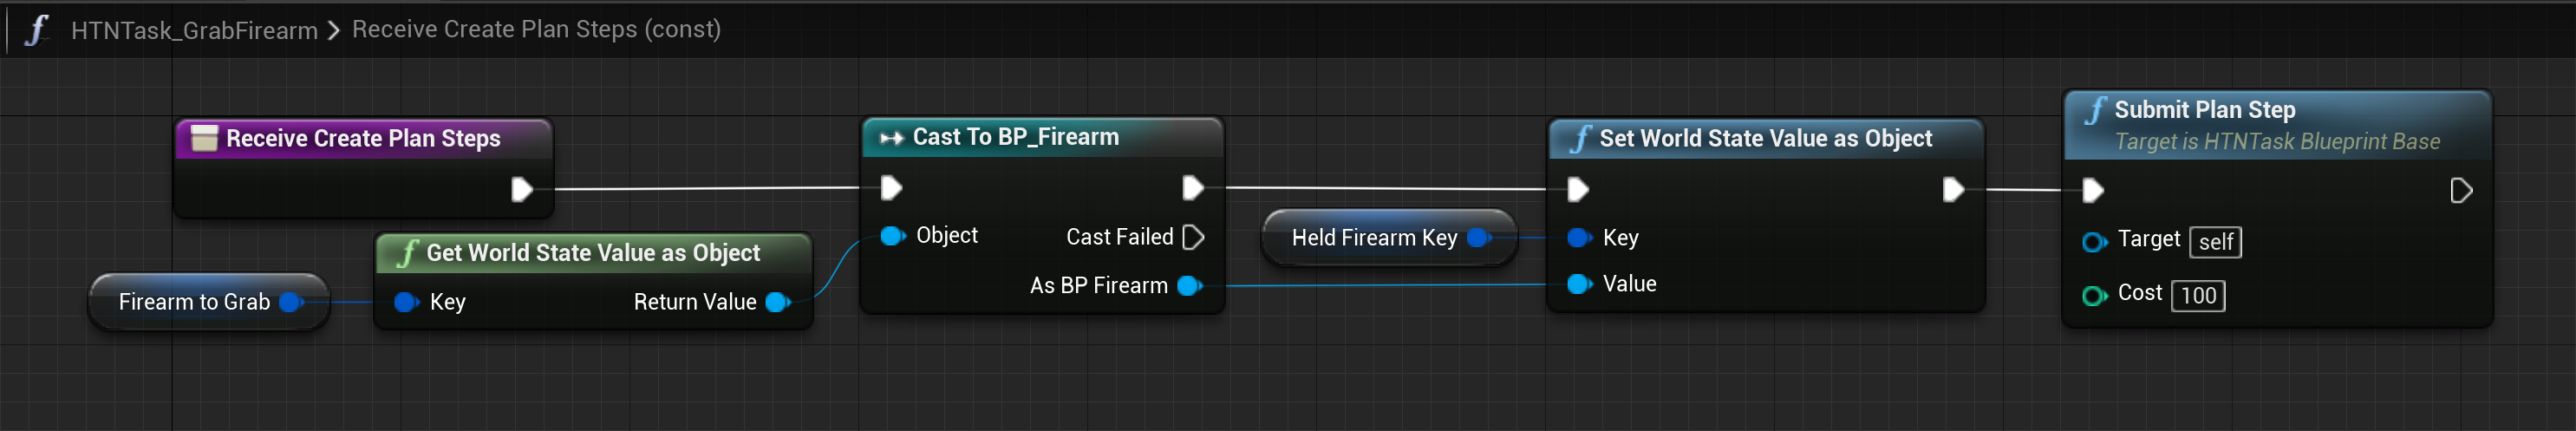 HTNTask_GrabFirearm > Receive Create Plan Steps (const)
Receive Create Plan Steps
Firearm to Grab
Get World State Value as Object
Key Return Value
Cast To BP_Firearm
Object Cast Failed
As BP Firearm
Held Firearm Key
Set World State Value as Object
Key
Value
Submit Plan Step
Target is HTNTask Blueprint Base
Target self
Cost 100